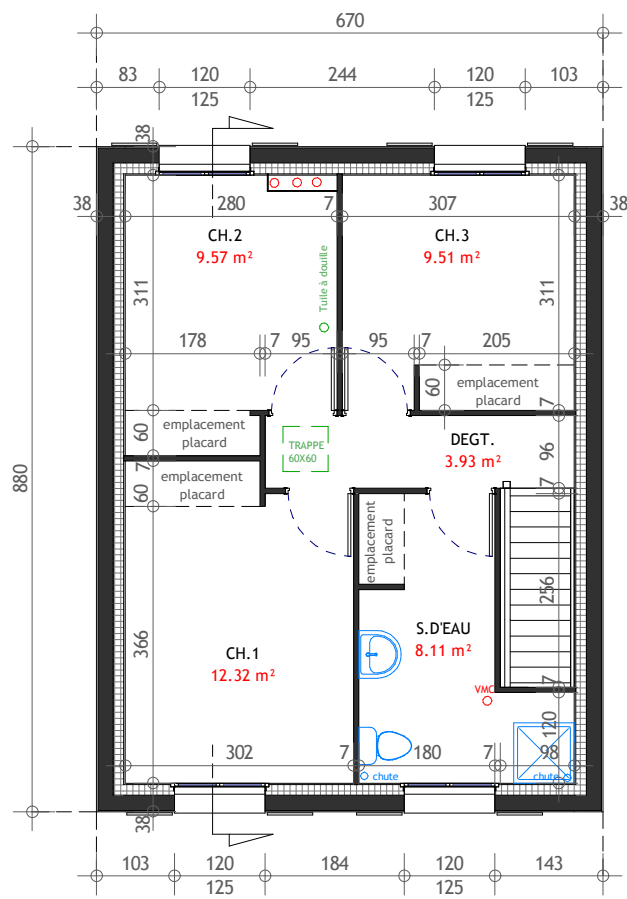 670
83 120 244 120 103
125 125
38
38 280 7 307 38
CH.2
9.57 m²
CH.3
9.51 m²
Tuile à douille
311
311
178 7 95 95 7 205
60
emplacement
placard
7
60
emplacement
placard
TRAPPE
60X60
DEGT.
3.93 m²
96
7
7
60
emplacement
placard
emplacement
placard
880
256
S.D'EAU
8.11 m²
CH.1
12.32 m²
366
VMC
7
120
302 7 180 7 98
chute
chute
38
103 120 184 120 143
125 125